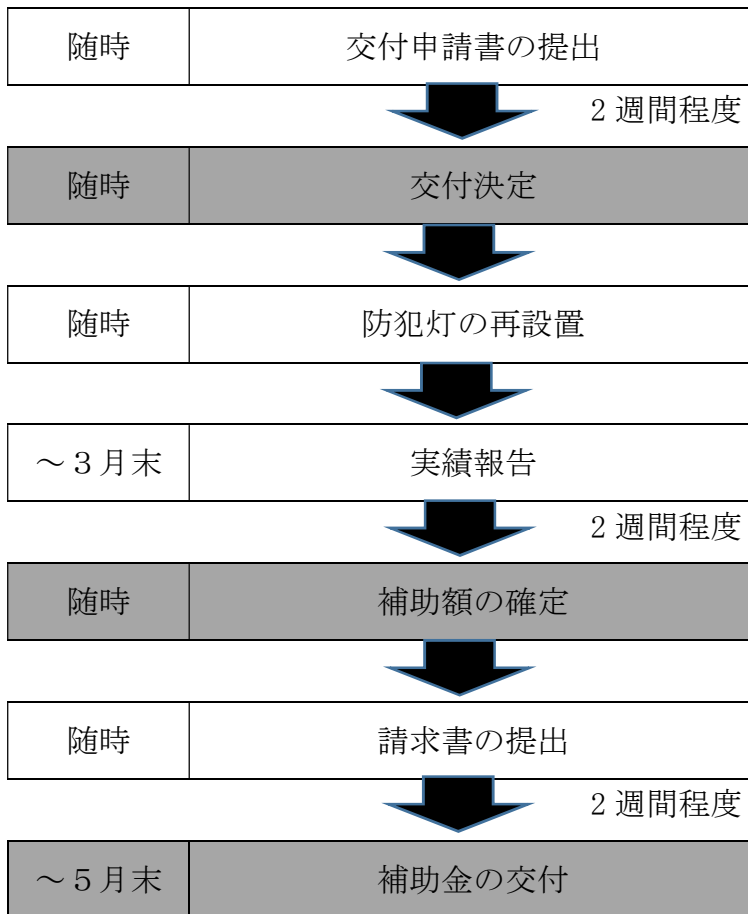 随時 交付申請書の提出
2 週間程度
随時 交付決定
随時 防犯灯の再設置
～３月末 実績報告
2 週間程度
随時 補助額の確定
随時 請求書の提出
2 週間程度
～５月末 補助金の交付